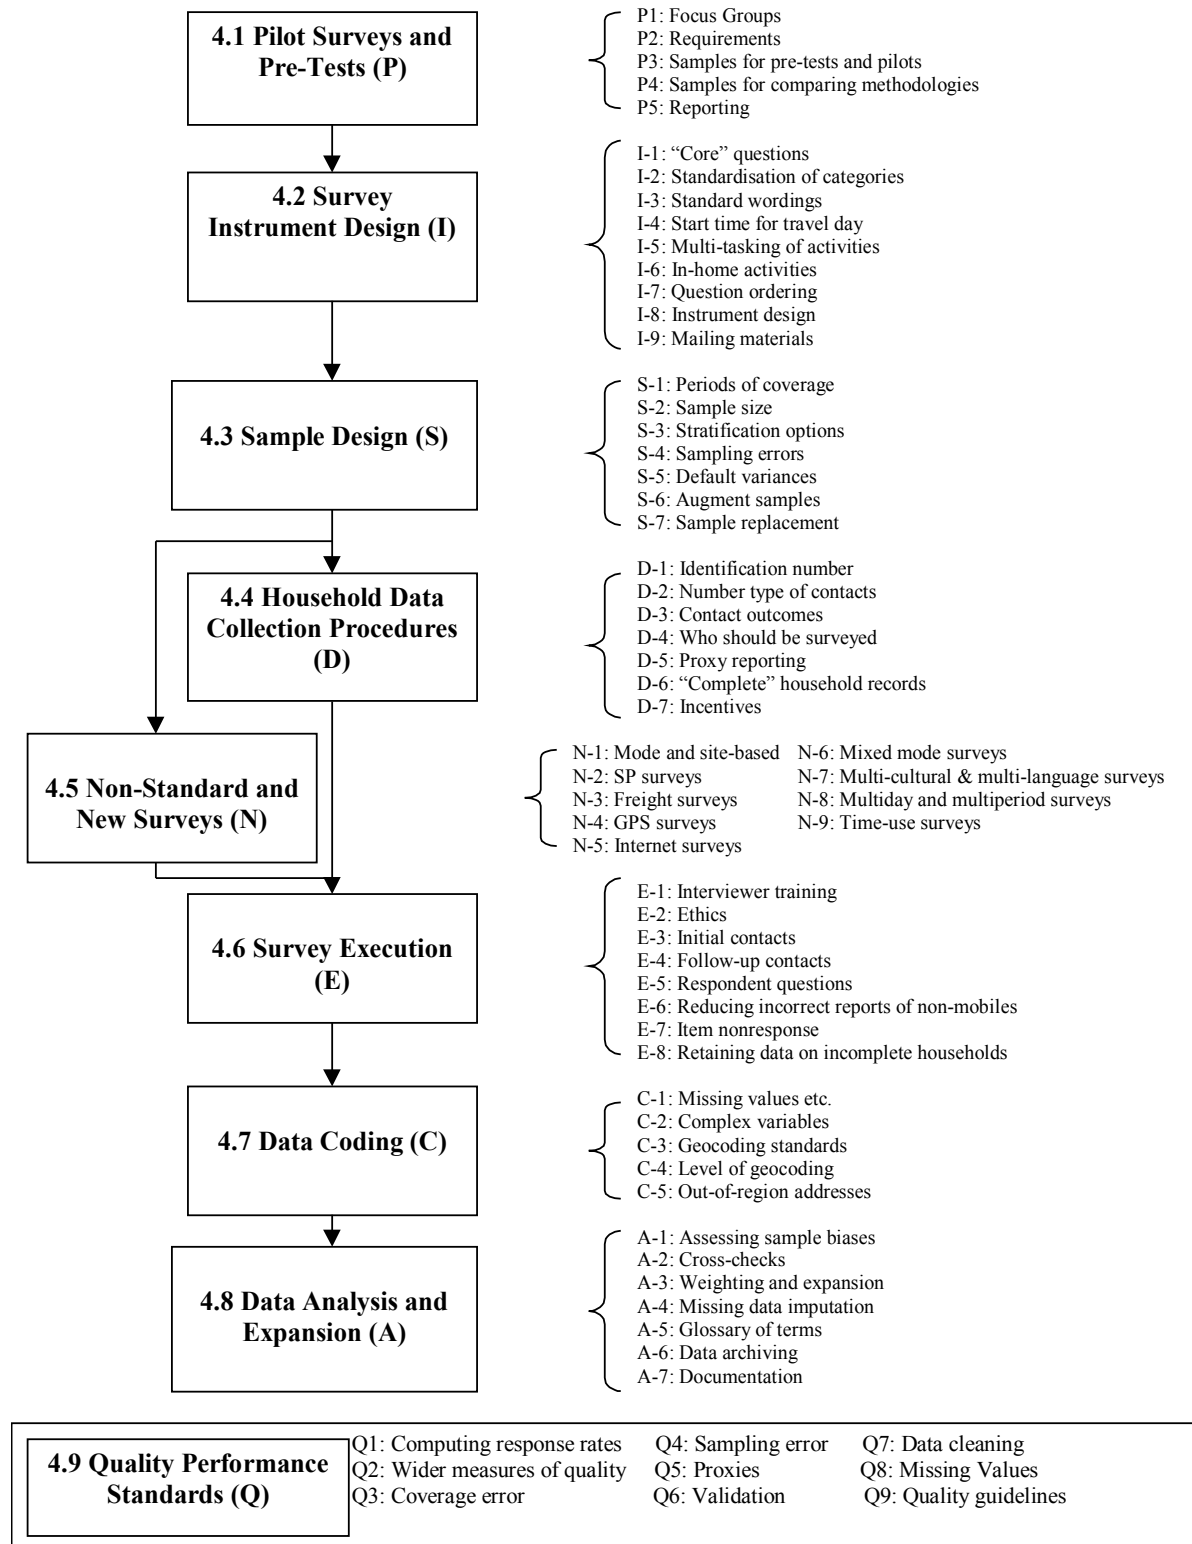 4.1 Pilot Surveys and
Pre-Tests (P)
P1: Focus Groups
P2: Requirements
P3: Samples for pre-tests and pilots
P4: Samples for comparing methodologies
P5: Reporting
4.2 Survey
Instrument Design (I)
I-1: “Core” questions
I-2: Standardisation of categories
I-3: Standard wordings
I-4: Start time for travel day
I-5: Multi-tasking of activities
I-6: In-home activities
I-7: Question ordering
I-8: Instrument design
I-9: Mailing materials
4.3 Sample Design (S)
S-1: Periods of coverage
S-2: Sample size
S-3: Stratification options
S-4: Sampling errors
S-5: Default variances
S-6: Augment samples
S-7: Sample replacement
4.4 Household Data
Collection Procedures
(D)
D-1: Identification number
D-2: Number type of contacts
D-3: Contact outcomes
D-4: Who should be surveyed
D-5: Proxy reporting
D-6: “Complete” household records
D-7: Incentives
4.5 Non-Standard and
New Surveys (N)
N-1: Mode and site-based
N-2: SP surveys
N-3: Freight surveys
N-4: GPS surveys
N-5: Internet surveys
N-6: Mixed mode surveys
N-7: Multi-cultural & multi-language surveys
N-8: Multiday and multiperiod surveys
N-9: Time-use surveys
4.6 Survey Execution
(E)
E-1: Interviewer training
E-2: Ethics
E-3: Initial contacts
E-4: Follow-up contacts
E-5: Respondent questions
E-6: Reducing incorrect reports of non-mobiles
E-7: Item nonresponse
E-8: Retaining data on incomplete households
4.7 Data Coding (C)
C-1: Missing values etc.
C-2: Complex variables
C-3: Geocoding standards
C-4: Level of geocoding
C-5: Out-of-region addresses
4.8 Data Analysis and
Expansion (A)
A-1: Assessing sample biases
A-2: Cross-checks
A-3: Weighting and expansion
A-4: Missing data imputation
A-5: Glossary of terms
A-6: Data archiving
A-7: Documentation
4.9 Quality Performance
Standards (Q)
Q1: Computing response rates
Q2: Wider measures of quality
Q3: Coverage error
Q4: Sampling error
Q5: Proxies
Q6: Validation
Q7: Data cleaning
Q8: Missing Values
Q9: Quality guidelines